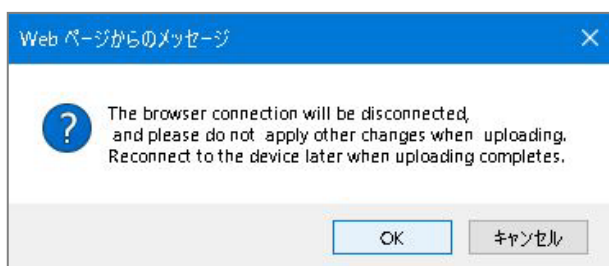 Web ページからのメッセージ
The browser connection will be disconnected,
and please do not apply other changes when uploading.
Reconnect to the device later when uploading completes.
OK
キャンセル